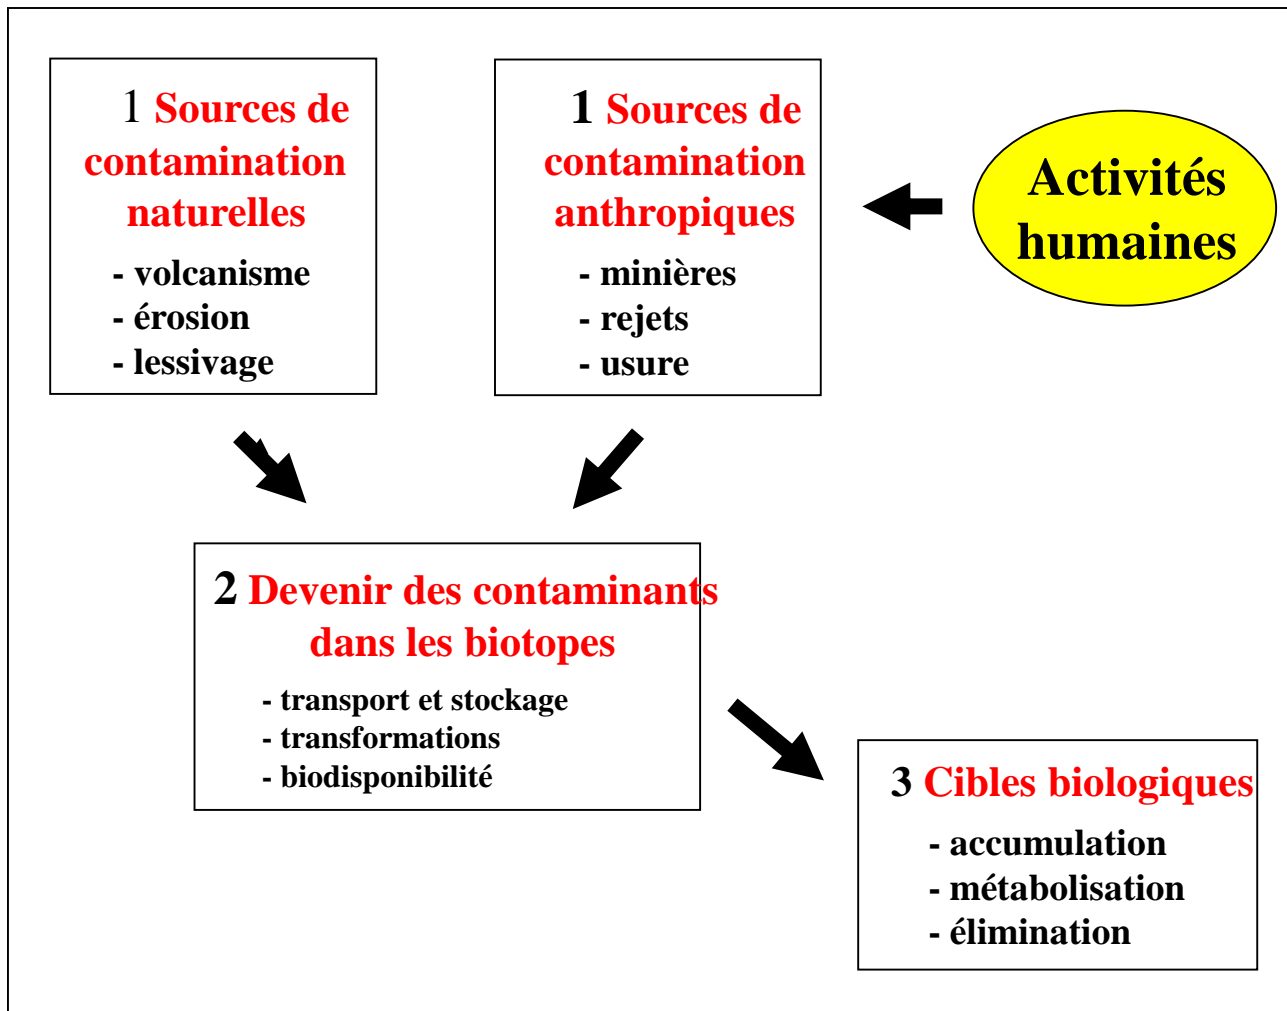 1 Sources de
contamination
naturelles
- volcanisme
- érosion
- lessivage
1 Sources de
contamination
anthropiques
- minières
- rejets
- usure
Activités
humaines
2 Devenir des contaminants
dans les biotopes
- transport et stockage
- transformations
- biodisponibilité
3 Cibles biologiques
- accumulation
- métabolisation
- élimination